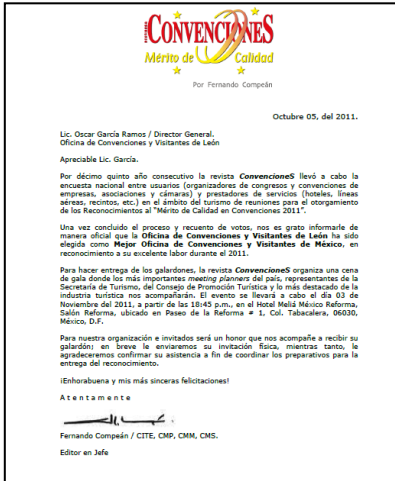 CONVENCIONES
Mérito de Calidad
Por Fernando Compeán
Octubre 05, del 2011.
Lic. Oscar García Ramos / Director General.
Oficina de Convenciones y Visitantes de León
Apreciable Lic. García.
Por décimo quinto año consecutivo la revista ConvencioneS llevó a cabo la
encuesta nacional entre usuarios (organizadores de congresos y convenciones de
empresas, asociaciones y cámaras) y prestadores de servicios (hoteles, líneas
aéreas, recintos, etc.) en el ámbito del turismo de reuniones para el otorgamiento
de los Reconocimientos al "Mérito de Calidad en Convenciones 2011".
Una vez concluido el proceso y recuento de votos, nos es grato informarle de
manera oficial que la Oficina de Convenciones y Visitantes de León ha sido
elegida como Mejor Oficina de Convenciones y Visitantes de México, en
reconocimiento a su excelente labor durante el 2011.
Para hacer entrega de los galardones, la revista ConvencioneS organiza una cena
de gala donde los más importantes meeting planners del país, representantes de la
Secretaría de Turismo, del Consejo de Promoción Turística y lo más destacado de la
industria turística nos acompañarán. El evento se llevará a cabo el día 03 de
Noviembre del 2011, a partir de las 18:45 p.m., en el Hotel Meliá México Reforma,
Salón Reforma, ubicado en Paseo de la Reforma # 1, Col. Tabacalera, 06030,
México, D.F.
Para nuestra organización e invitados será un honor que nos acompañe a recibir su
galardón; en breve le enviaremos su invitación física, mientras tanto, le
agradeceremos confirmar su asistencia a fin de coordinar los preparativos para la
entrega del reconocimiento.
¡Enhorabuena y mis más sinceras felicitaciones!
A t e n t a m e n t e
Fernando Compeán / CITE, CMP, CMM, CMS.
Editor en Jefe